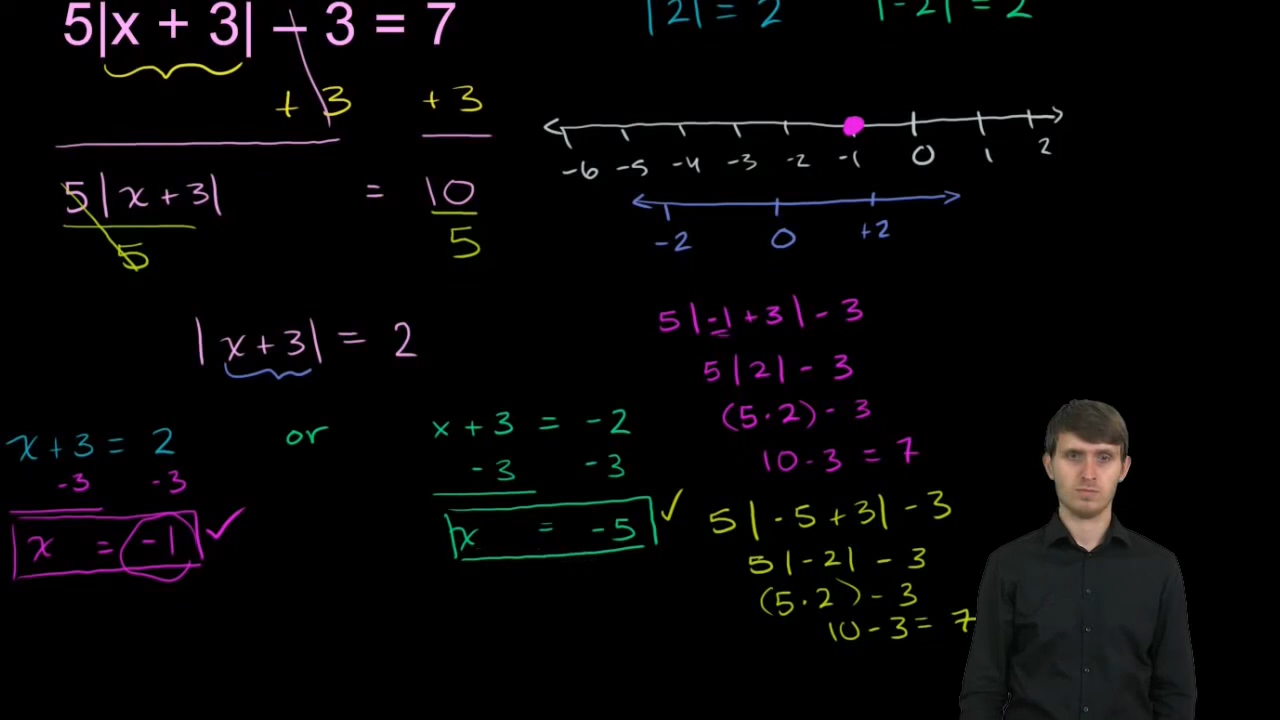 5|x + 3| − 3 = 7
|2| = 2
|-2| = 2
+ 3 + 3
5|x+3| = 10
5 5
-6 -5 -4 -3 -2 -1 0 1 2
-2 0 +2
|x+3| = 2
x+3 = 2 or x+3 = -2
-3 -3 -3 -3
x = -1 x = -5
5|-1+3|-3
5|2|-3
(5·2)-3
10-3 = 7
5|-5+3|-3
5|-2|-3
(5·2)-3
10-3= 7